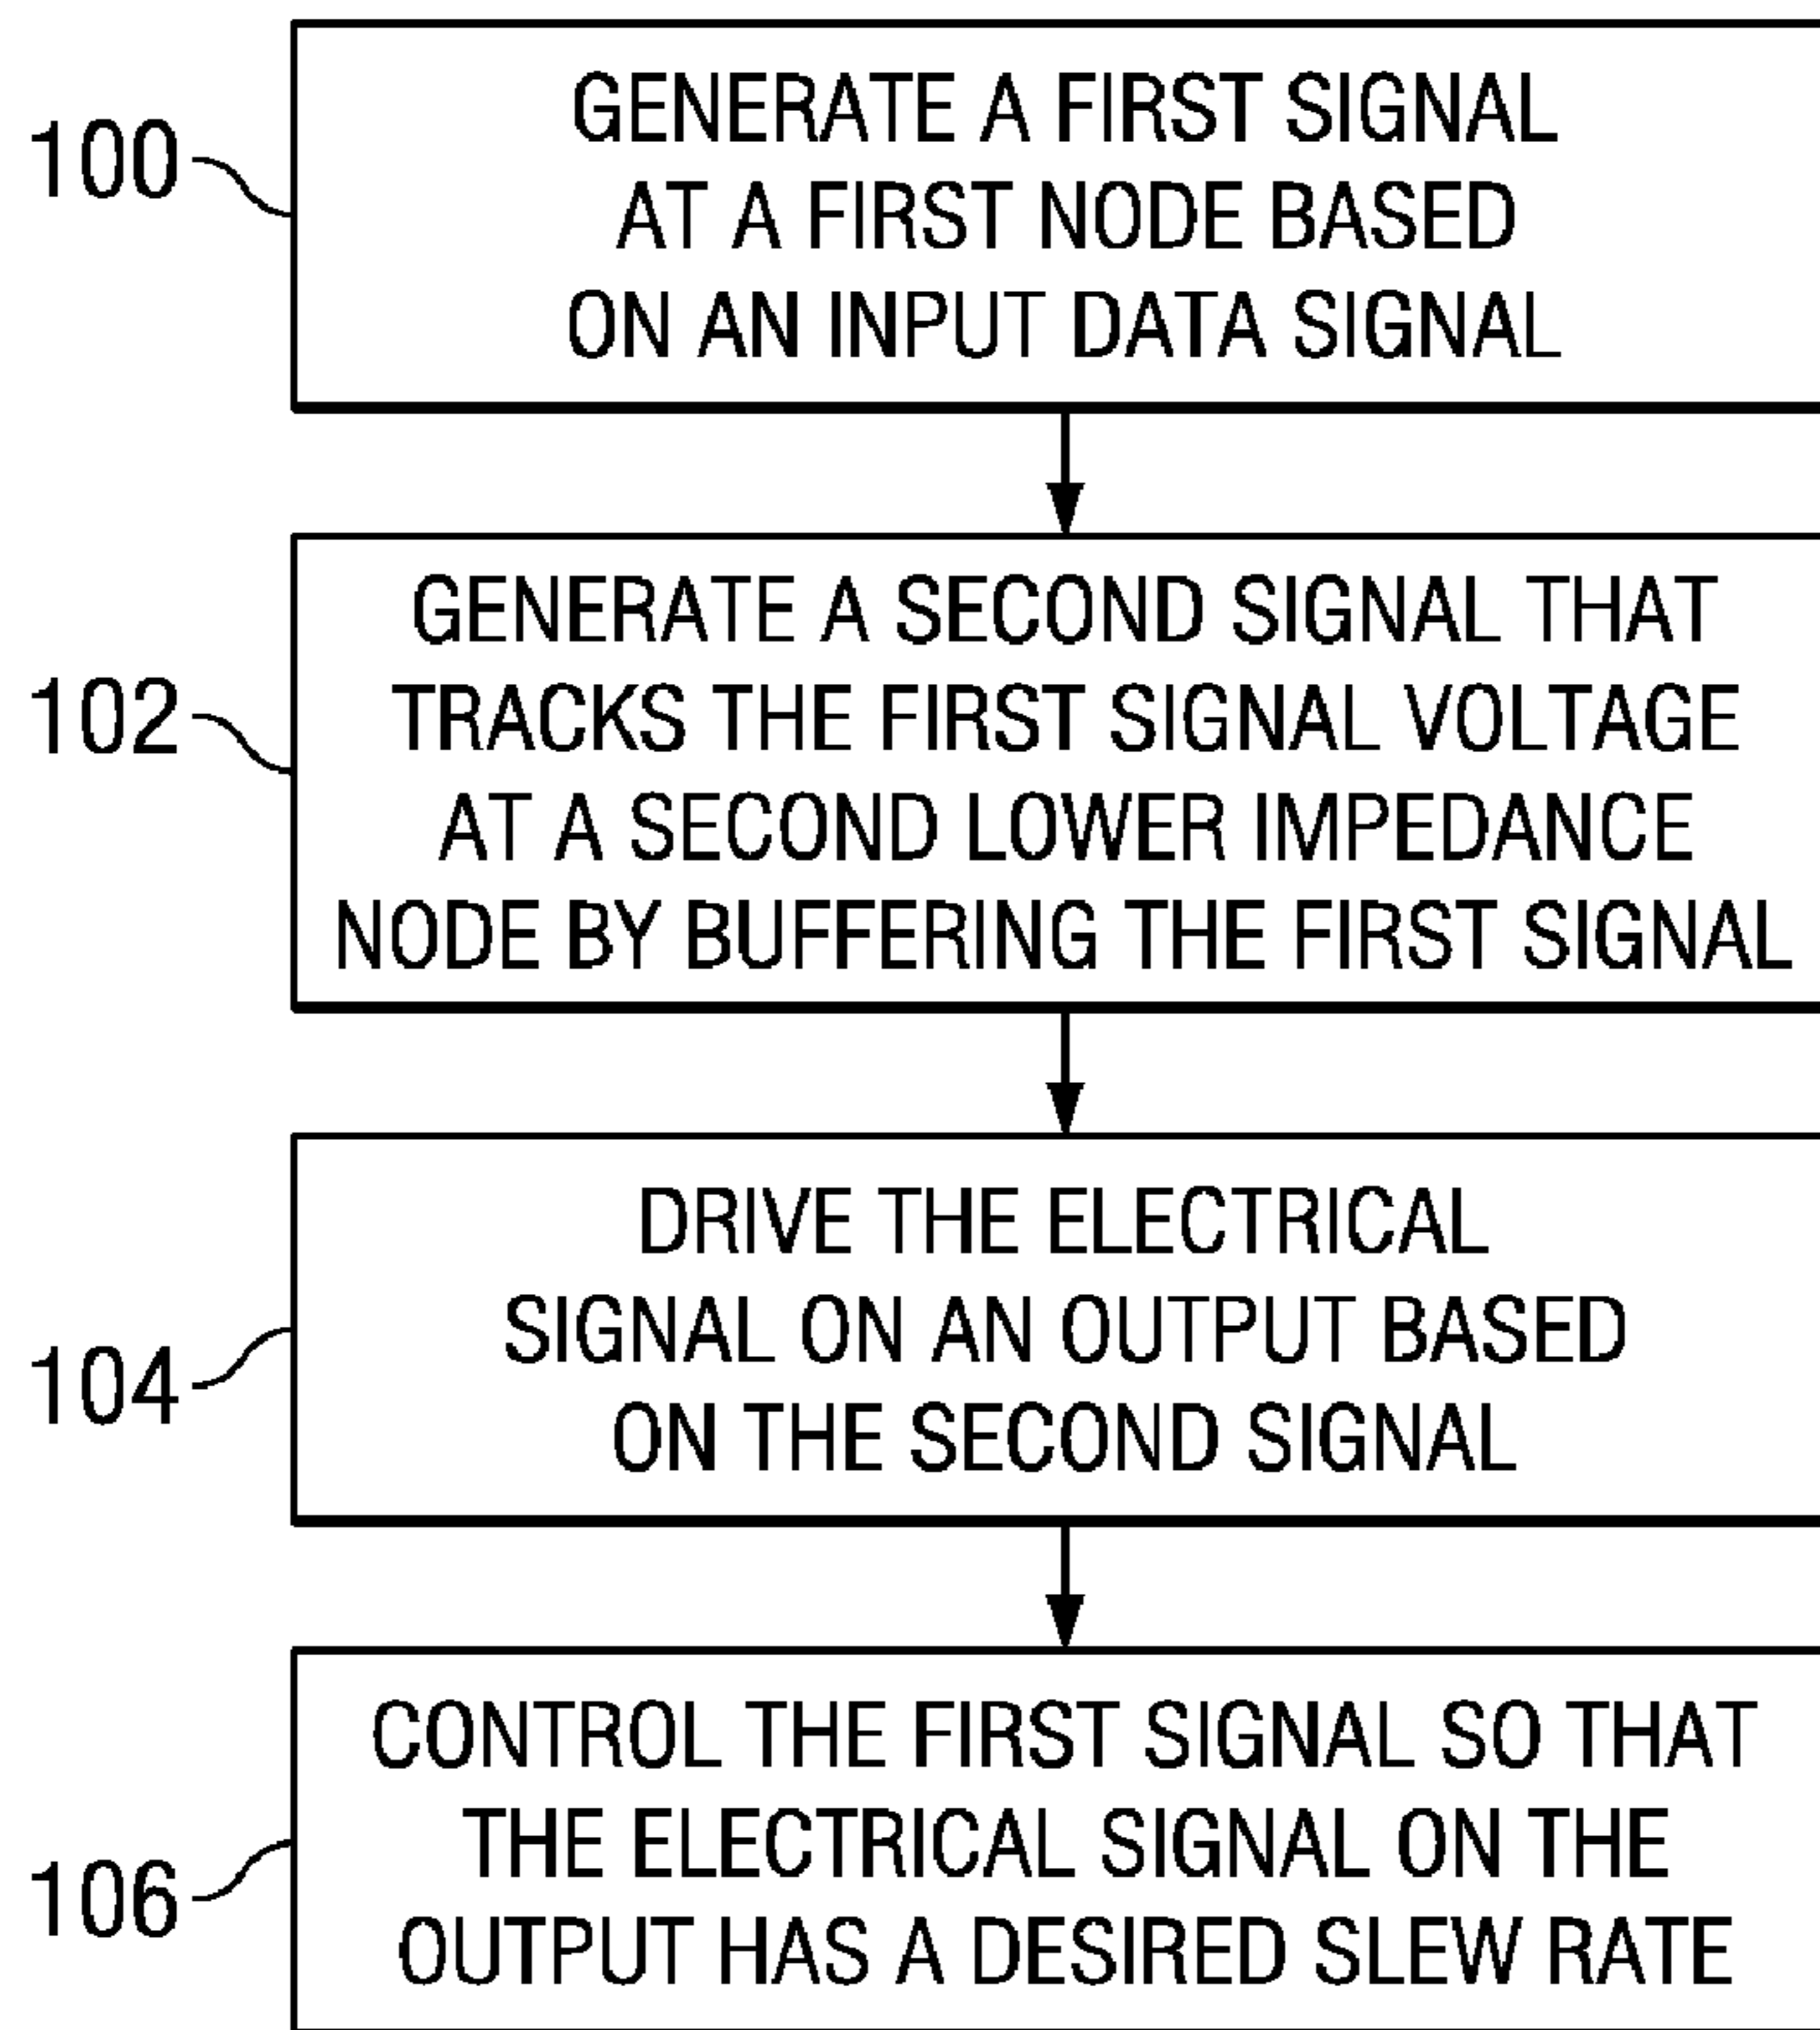 100
GENERATE A FIRST SIGNAL
AT A FIRST NODE BASED
ON AN INPUT DATA SIGNAL
102
GENERATE A SECOND SIGNAL THAT
TRACKS THE FIRST SIGNAL VOLTAGE
AT A SECOND LOWER IMPEDANCE
NODE BY BUFFERING THE FIRST SIGNAL
104
DRIVE THE ELECTRICAL
SIGNAL ON AN OUTPUT BASED
ON THE SECOND SIGNAL
106
CONTROL THE FIRST SIGNAL SO THAT
THE ELECTRICAL SIGNAL ON THE
OUTPUT HAS A DESIRED SLEW RATE